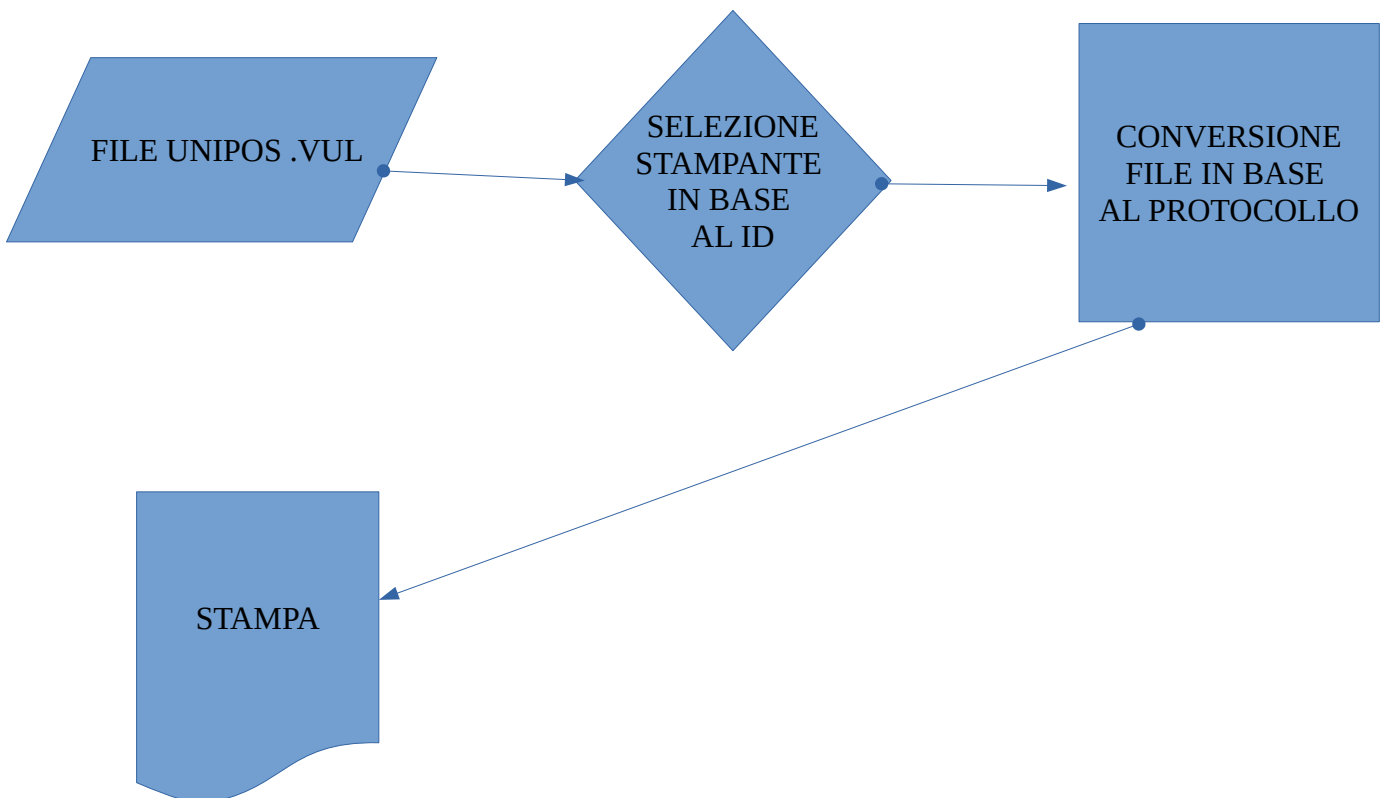 FILE UNIPOS .VUL
SELEZIONE
STAMPANTE
IN BASE
AL ID
CONVERSIONE
FILE IN BASE
AL PROTOCOLLO
STAMPA